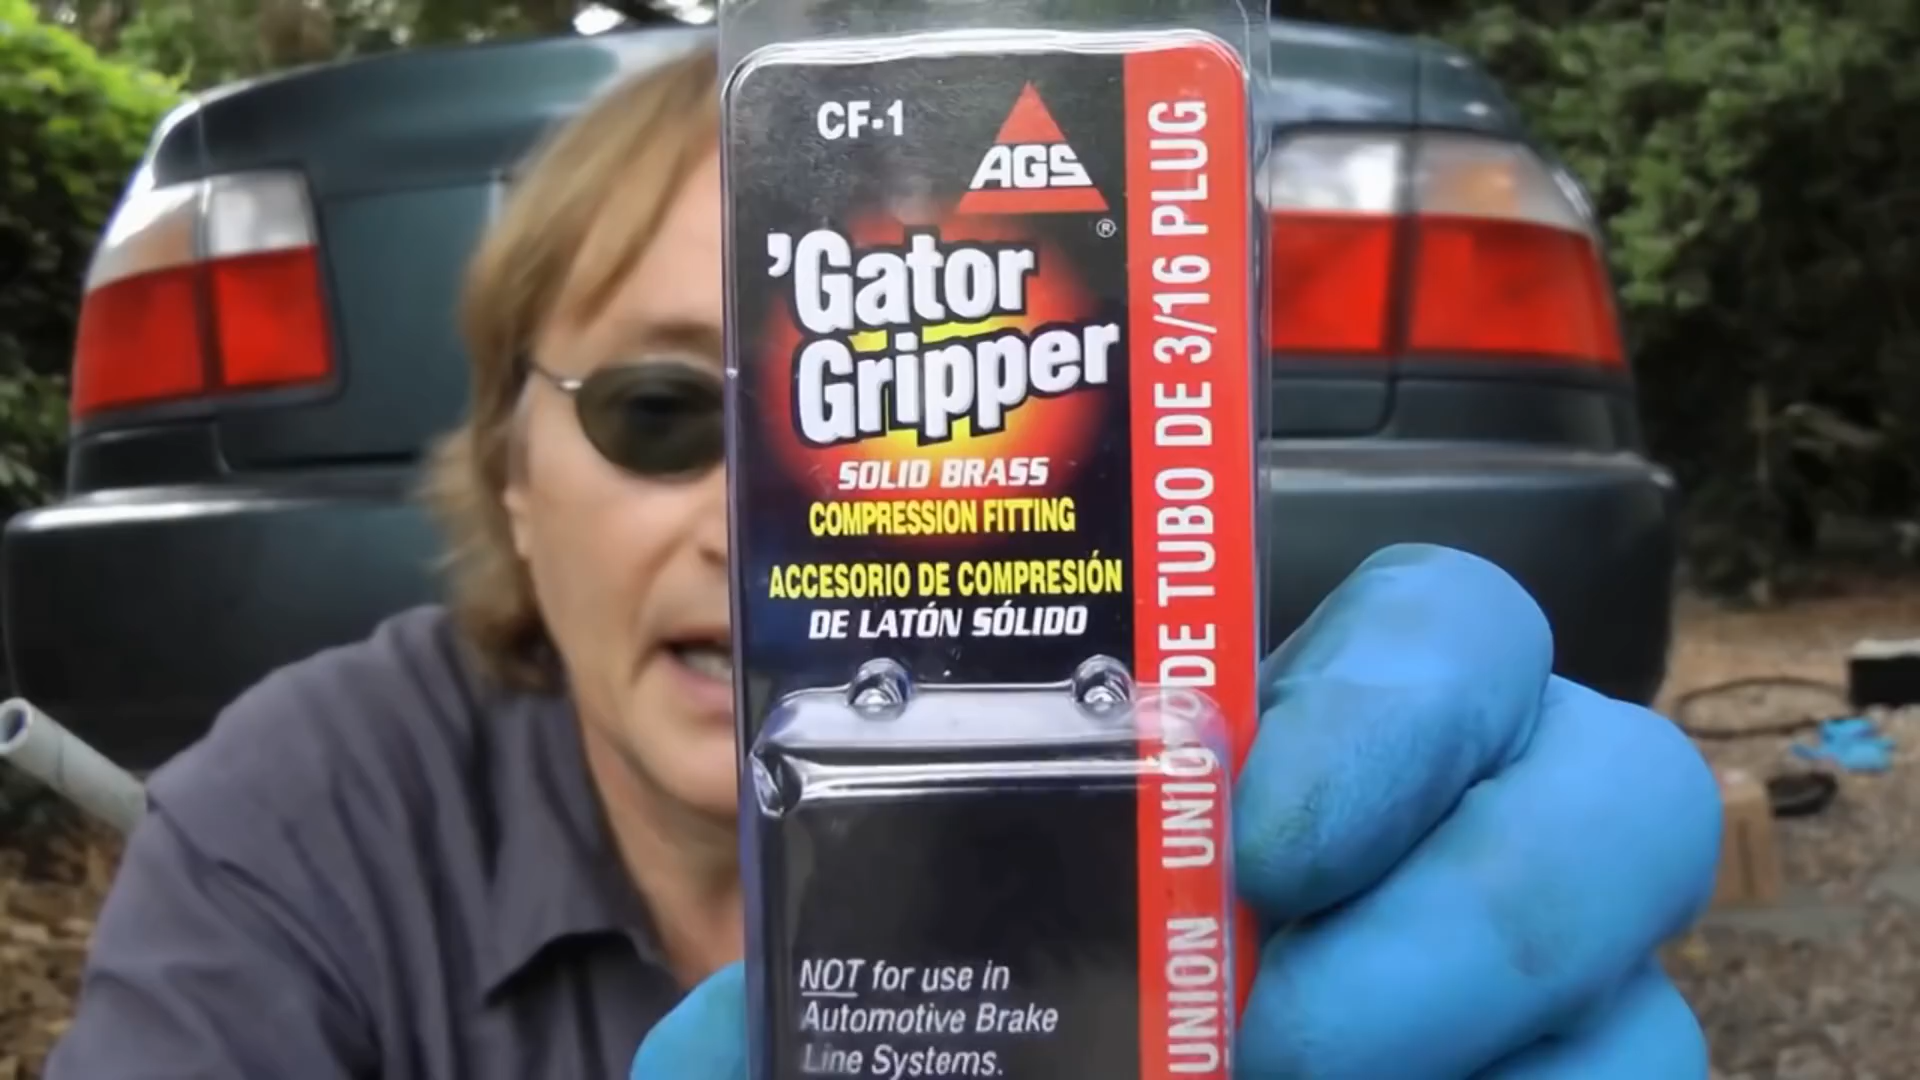 CF-1
AGS
®
'Gator
Gripper
SOLID BRASS
COMPRESSION FITTING
ACCESORIO DE COMPRESIÓN
DE LATÓN SÓLIDO
NOT for use in
Automotive Brake
Line Systems.
UNION UNIÓN DE TUBO DE 3/16 PLUG